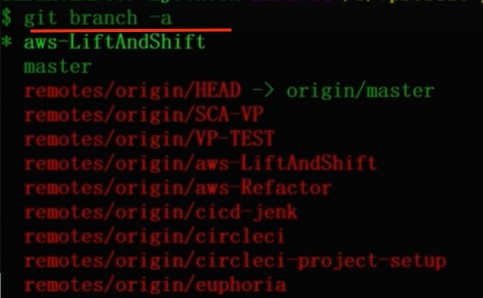 $ git branch -a
* aws-LiftAndShift
master
remotes/origin/HEAD -> origin/master
remotes/origin/SCA-VP
remotes/origin/VP-TEST
remotes/origin/aws-LiftAndShift
remotes/origin/aws-Refactor
remotes/origin/cicd-jenk
remotes/origin/circleci
remotes/origin/circleci-project-setup
remotes/origin/euphoria